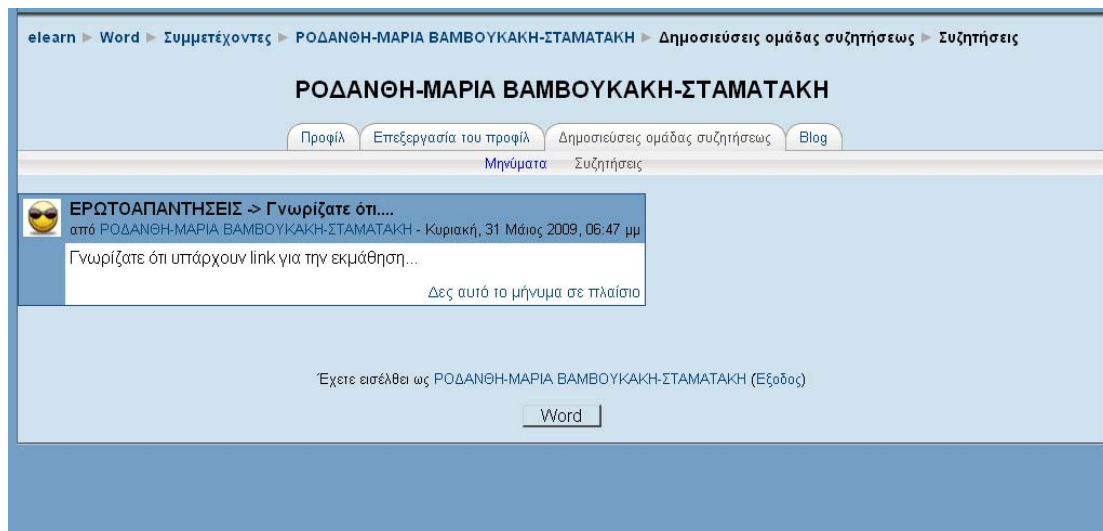 elearn ► Word ► Συμμετέχοντες ► ΡΟΔΑΝΘΗ-ΜΑΡΙΑ ΒΑΜΒΟΥΚΑΚΗ-ΣΤΑΜΑΤΑΚΗ ► Δημοσιεύσεις ομάδας συζητήσεως ► Συζητήσεις
ΡΟΔΑΝΘΗ-ΜΑΡΙΑ ΒΑΜΒΟΥΚΑΚΗ-ΣΤΑΜΑΤΑΚΗ
Προφίλ Επεξεργασία του προφίλ Δημοσιεύσεις ομάδας συζητήσεως Blog
Μηνύματα Συζητήσεις
ΕΡΩΤΟΑΠΑΝΤΗΣΕΙΣ -> Γνωρίζατε ότι....
από ΡΟΔΑΝΘΗ-ΜΑΡΙΑ ΒΑΜΒΟΥΚΑΚΗ-ΣΤΑΜΑΤΑΚΗ - Κυριακή, 31 Μάιος 2009, 06:47 μμ
Γνωρίζατε ότι υπάρχουν link για την εκμάθηση...
Δες αυτό το μήνυμα σε πλαίσιο
Έχετε εισέλθει ως ΡΟΔΑΝΘΗ-ΜΑΡΙΑ ΒΑΜΒΟΥΚΑΚΗ-ΣΤΑΜΑΤΑΚΗ (Έξοδος)
Word